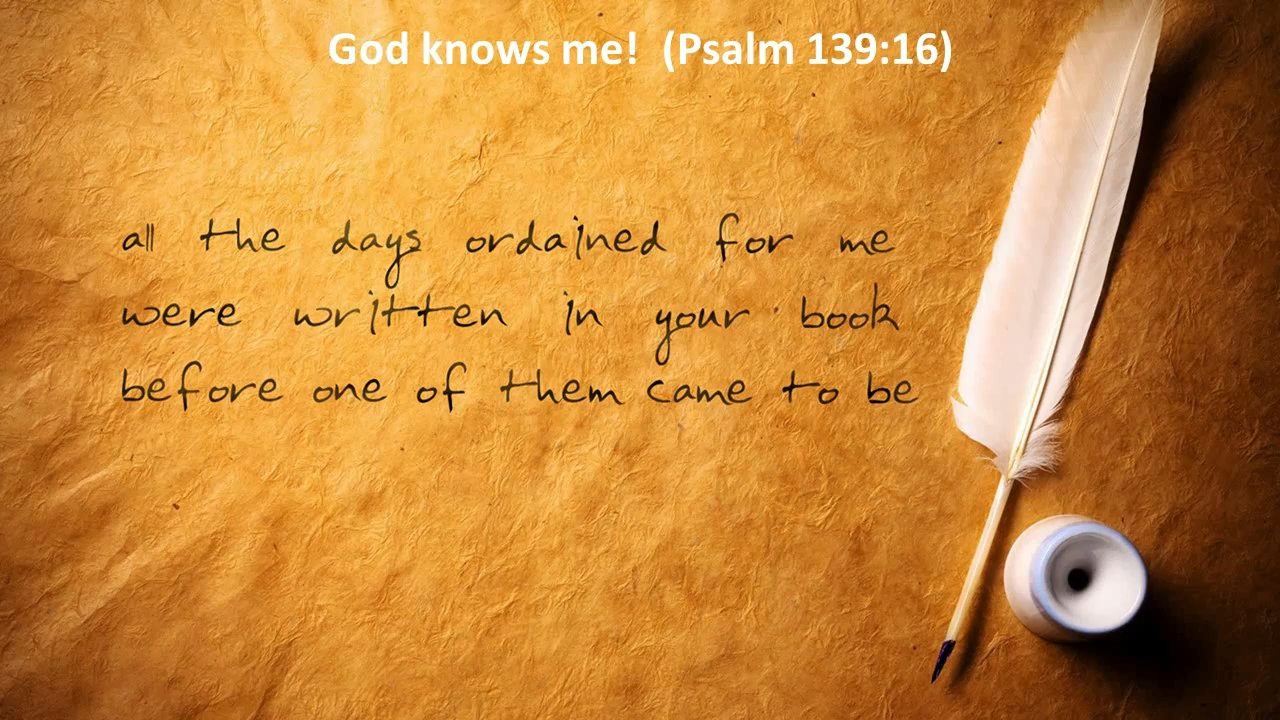 God knows me!  (Psalm 139:16)
all the days ordained for me
were written in your book
before one of them came to be